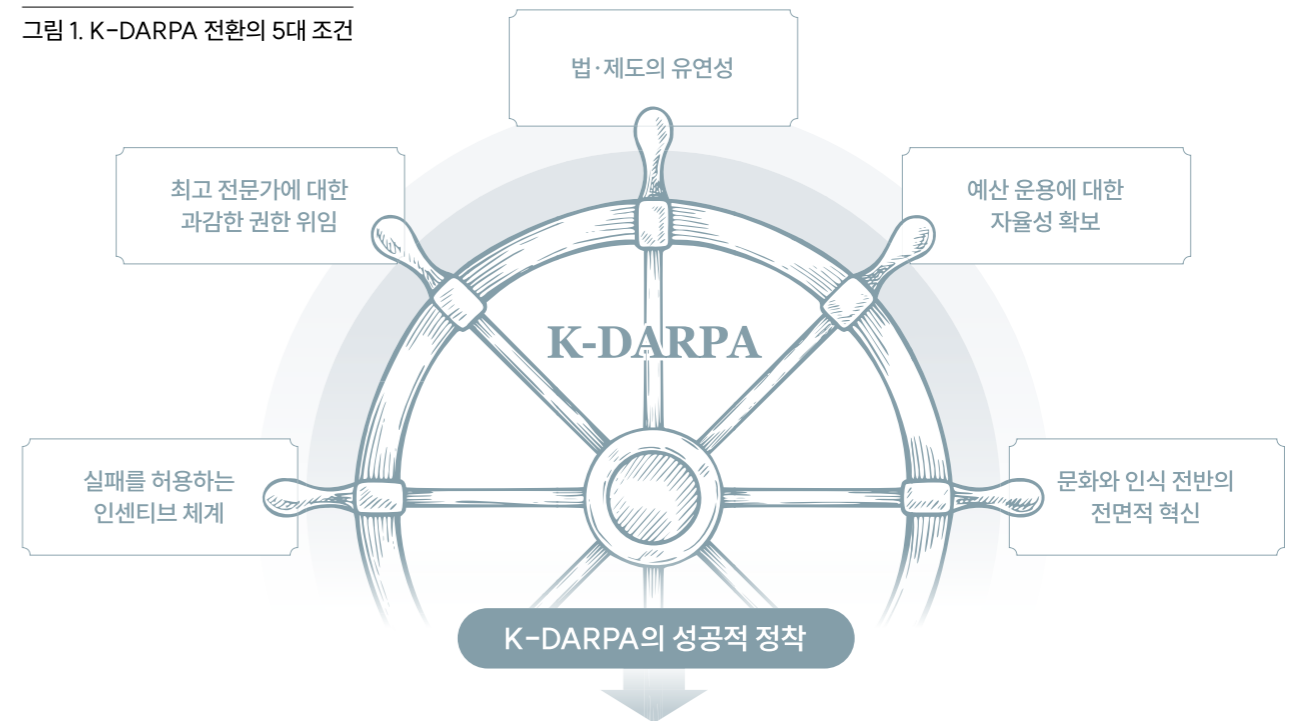 그림 1. K-DARPA 전환의 5대 조건
법·제도의 유연성
최고 전문가에 대한
과감한 권한 위임
예산 운용에 대한
자율성 확보
K-DARPA
실패를 허용하는
인센티브 체계
문화와 인식 전반의
전면적 혁신
K-DARPA의 성공적 정착